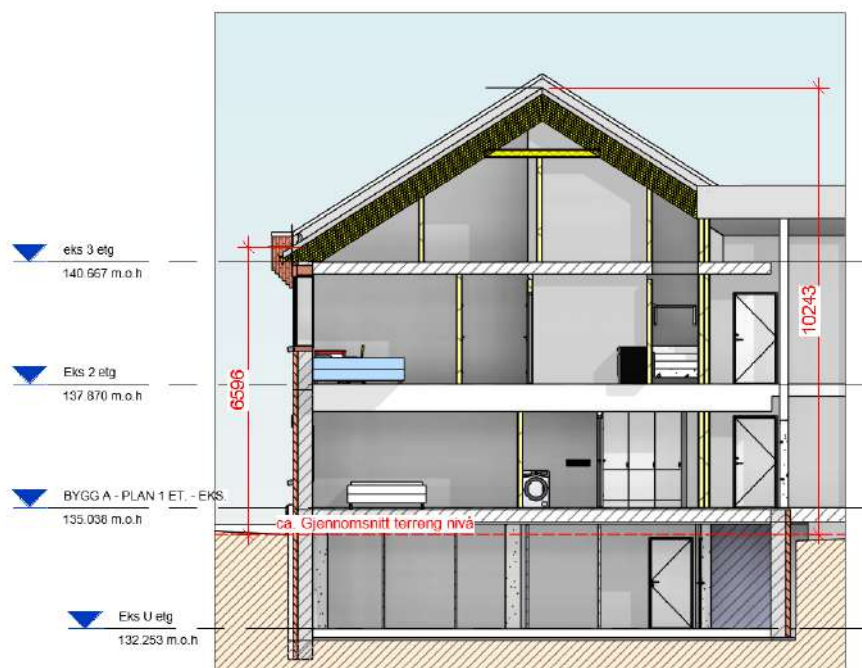 eks 3 etg
140.667 m.o.h
10243
Eks 2 etg
137.870 m.o.h
6596
BYGG A - PLAN 1 ET. - EKS.
135.038 m.o.h
ca. Gjennomsnitt terreng nivå
Eks U etg
132.253 m.o.h